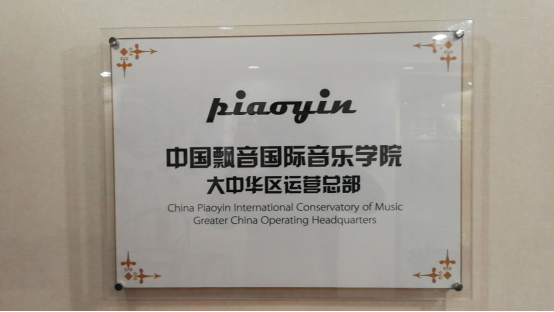 piaoyin
中国飘音国际音乐学院
大中华区运营总部
China Piaoyin International Conservatory of Music
Greater China Operating Headquarters